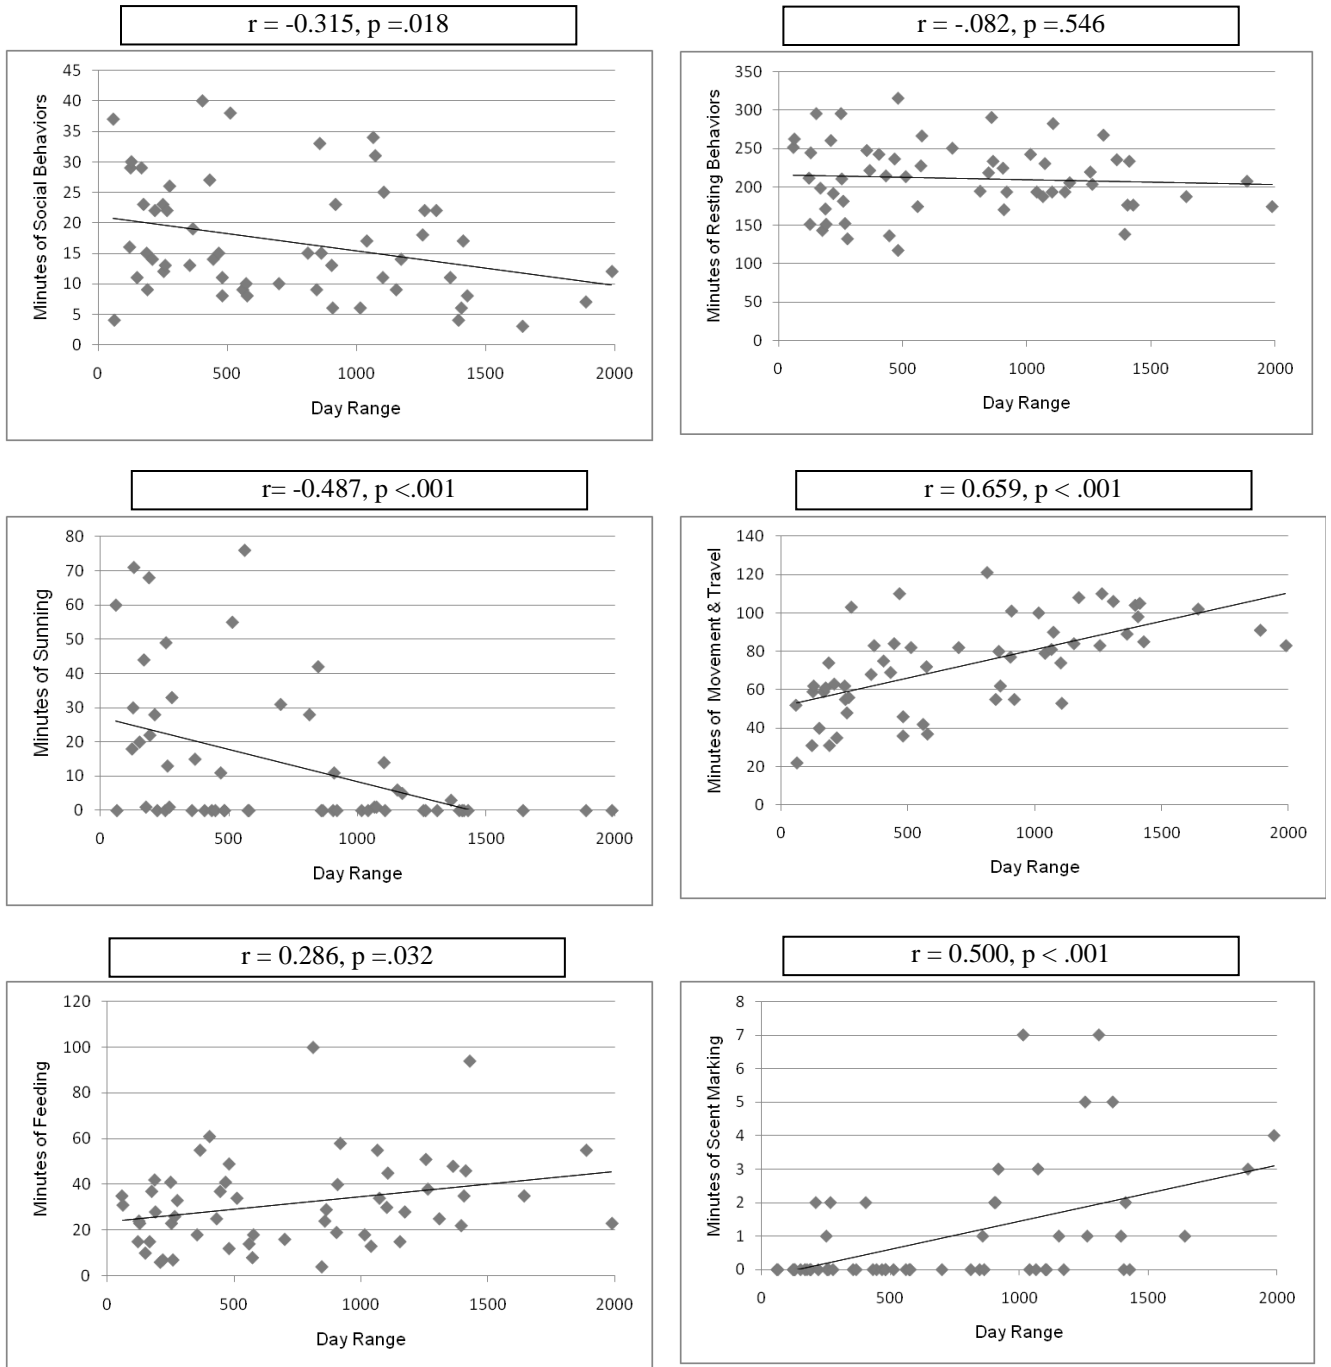 r = -0.315, p =.018
45
40
35
30
25
20
15
10
5
0
Minutes of Social Behaviors
0 500 1000 1500 2000
Day Range
r = -.082, p =.546
350
300
250
200
150
100
50
0
Minutes of Resting Behaviors
0 500 1000 1500 2000
Day Range
r= -0.487, p <.001
80
70
60
50
40
30
20
10
0
Minutes of Sunning
0 500 1000 1500 2000
Day Range
r = 0.659, p < .001
140
120
100
80
60
40
20
0
Minutes of Movement & Travel
0 500 1000 1500 2000
Day Range
r = 0.286, p =.032
120
100
80
60
40
20
0
Minutes of Feeding
0 500 1000 1500 2000
Day Range
r = 0.500, p < .001
8
7
6
5
4
3
2
1
0
Minutes of Scent Marking
0 500 1000 1500 2000
Day Range